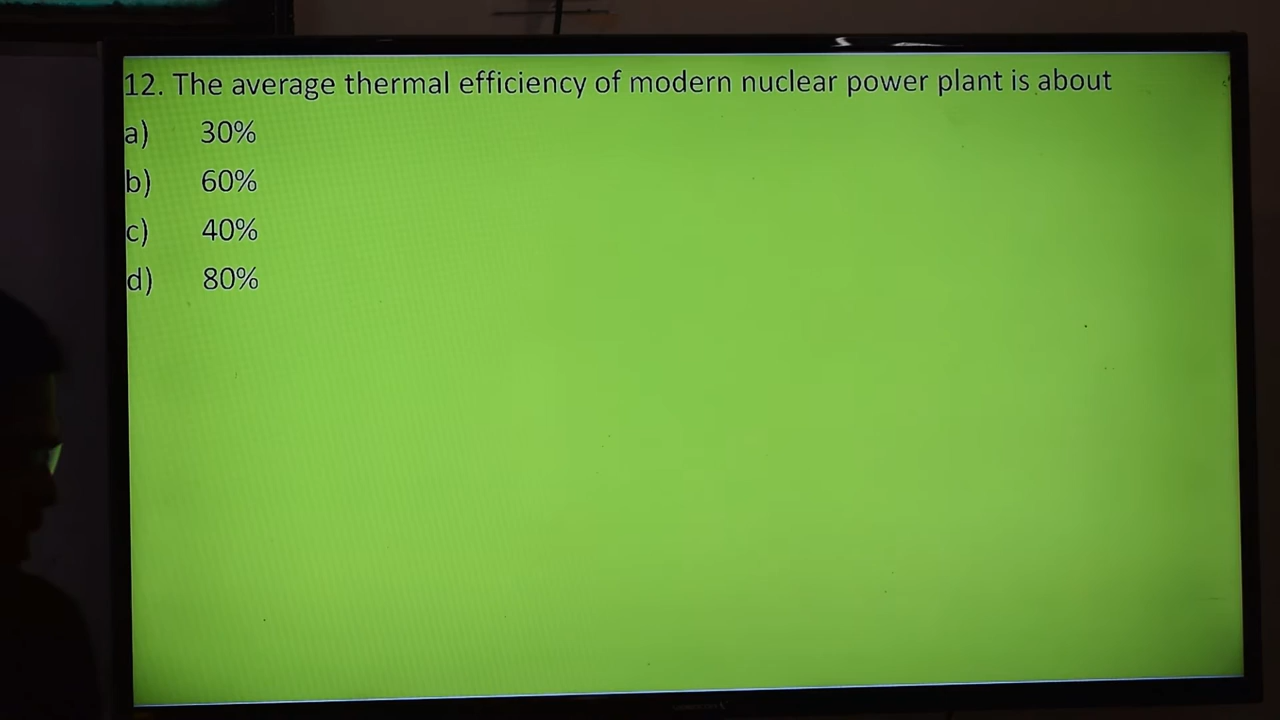 12. The average thermal efficiency of modern nuclear power plant is about
a) 30%
b) 60%
c) 40%
d) 80%